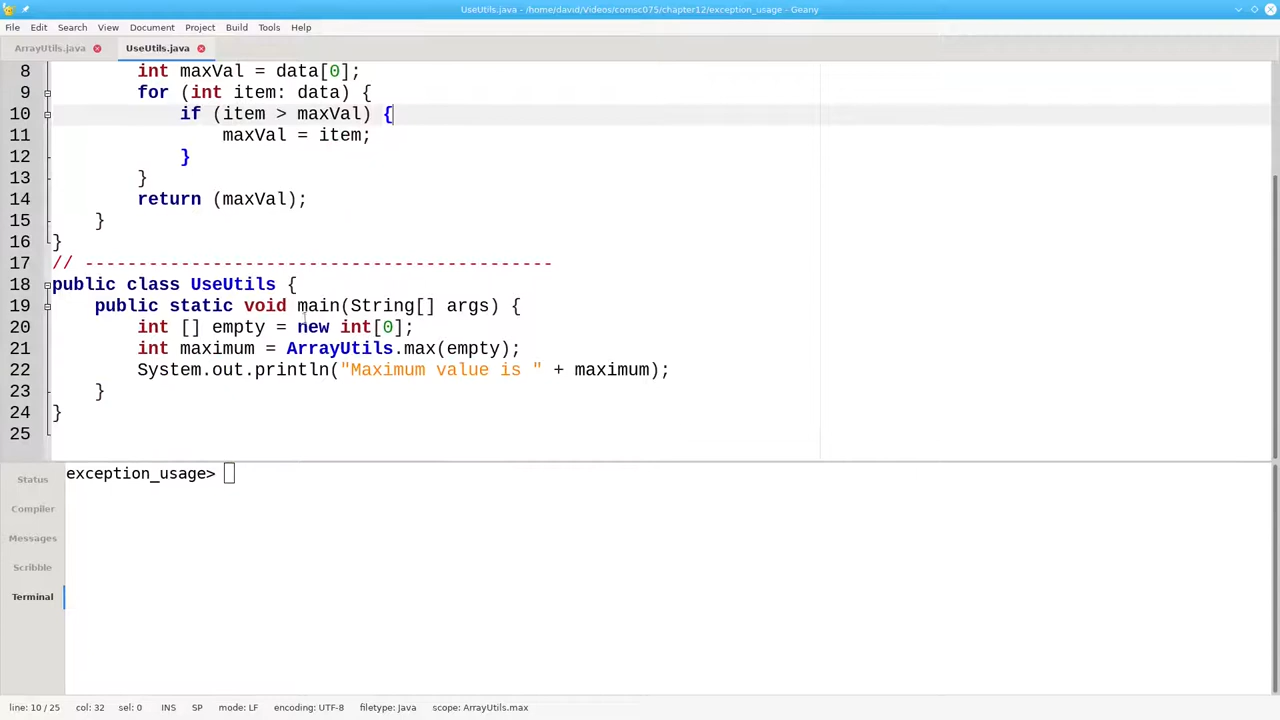 UseUtils.java - /home/david/Videos/comsc075/chapter12/exception_usage - Geany
File Edit Search View Document Project Build Tools Help
ArrayUtils.java UseUtils.java
8 int maxVal = data[0];
9 for (int item: data) {
10 if (item > maxVal) {
11 maxVal = item;
12 }
13 }
14 return (maxVal);
15 }
16 }
17 // --------------------------------------------
18 public class UseUtils {
19 public static void main(String[] args) {
20 int [] empty = new int[0];
21 int maximum = ArrayUtils.max(empty);
22 System.out.println("Maximum value is " + maximum);
23 }
24 }
25
Status
Compiler
Messages
Scribble
Terminal
exception_usage>
line: 10 / 25 col: 32 sel: 0 INS SP mode: LF encoding: UTF-8 filetype: Java scope: ArrayUtils.max